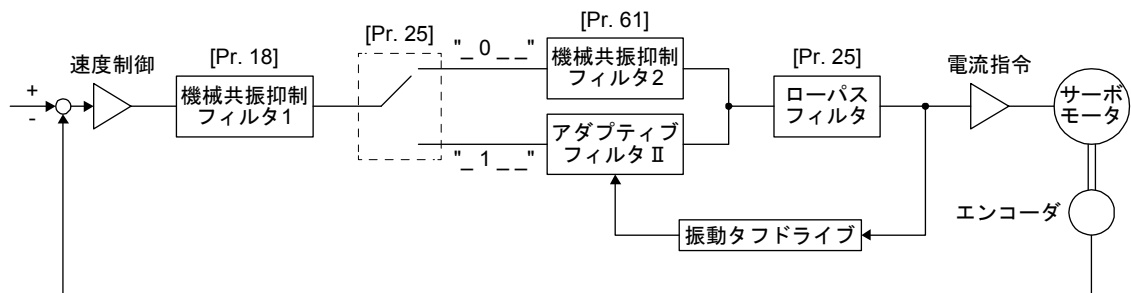 [Pr. 61]
[Pr. 18]
[Pr. 25]
"_ 0 _ _"
[Pr. 25]
速度制御
機械共振抑制
フィルタ1
機械共振抑制
フィルタ2
ローパス
フィルタ
電流指令
サーボ
モータ
+
-
アダプティブ
フィルタⅡ
"_ 1 _ _"
エンコーダ
振動タフドライブ